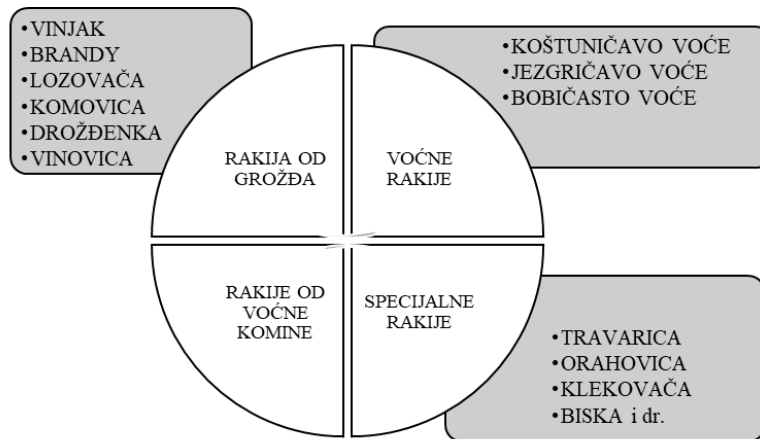 •VINJAK
•BRANDY
•LOZOVAČA
•KOMOVICA
•DROŽĐENKA
•VINOVICA
•KOŠTUNIČAVO VOĆE
•JEZGRIČAVO VOĆE
•BOBIČASTO VOĆE
RAKIJA OD
GROŽĐA
VOĆNE
RAKIJE
RAKIJE OD
VOĆNE
KOMINE
SPECIJALNE
RAKIJE
•TRAVARICA
•ORAHOVICA
•KLEKOVAČA
•BISKA i dr.